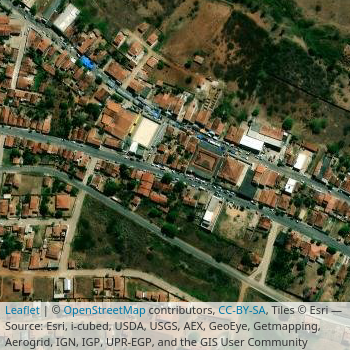 Leaflet | © OpenStreetMap contributors, CC-BY-SA, Tiles © Esri —
Source: Esri, i-cubed, USDA, USGS, AEX, GeoEye, Getmapping,
Aerogrid, IGN, IGP, UPR-EGP, and the GIS User Community